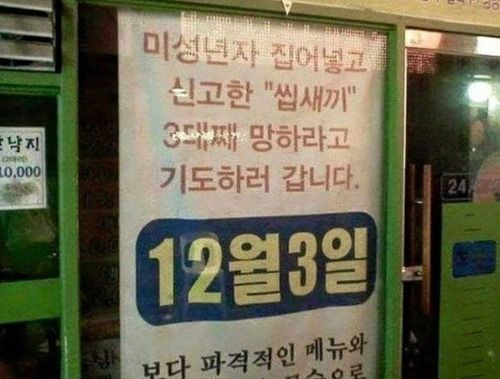 미성년자 집어넣고
신고한 "씹새끼"
3대째 망하라고
기도하러 갑니다.
12월 3일
보다 파격적인 메뉴와
낙지
10,000
24